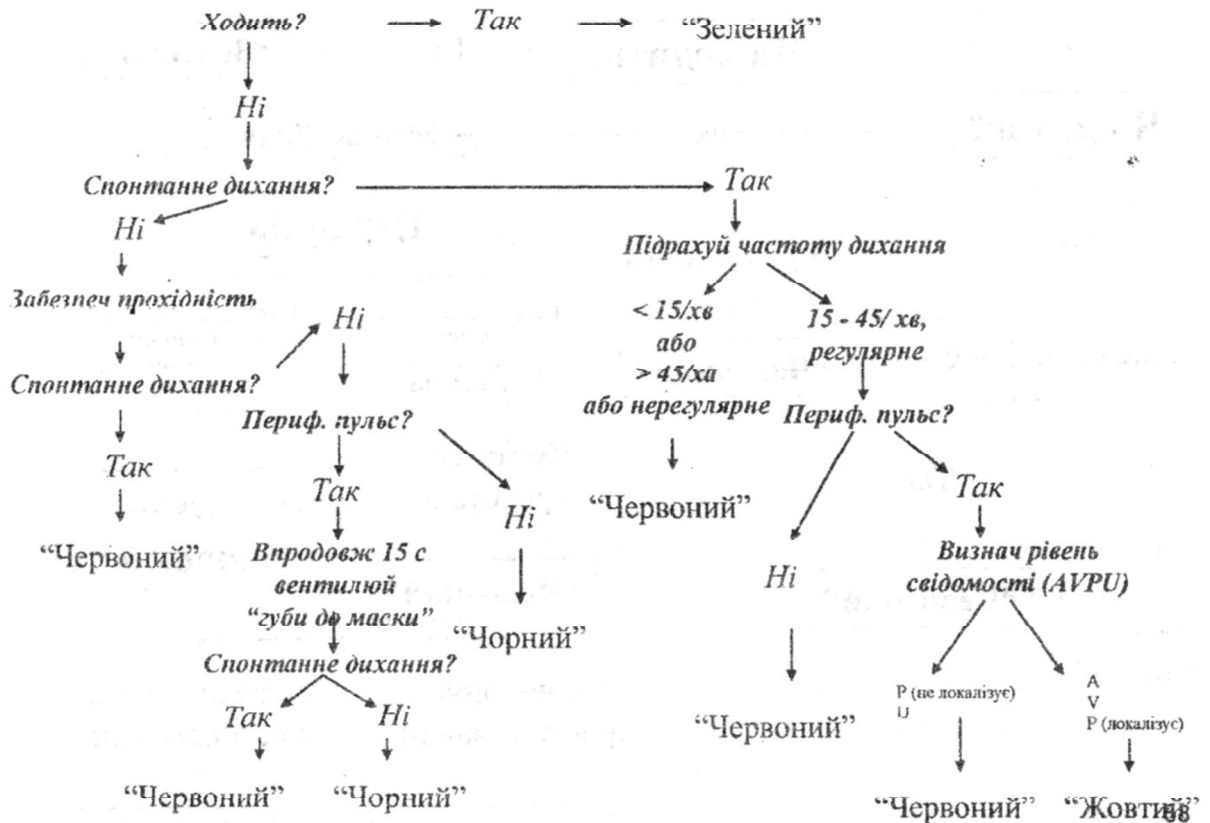 Ходить?
Так
“Зелений”
Ні
Спонтанне дихання?
Так
Ні
Підрахуй частоту дихання
Забезпеч прохідність
Ні
< 15/хв
або
> 45/ха
або нерегулярне
15 - 45/ хв,
регулярне
Спонтанне дихання?
Периф. пульс?
Периф. пульс?
Так
Так
Ні
“Червоний”
Так
“Червоний”
Впродовж 15 с
вентилюй
“губи до маски”
Ні
Визнач рівень
свідомості (AVPU)
“Чорний”
Спонтанне дихання?
Так
Ні
“Червоний”
P (не локалізує)
U
A
V
P (локалізує)
“Червоний”
“Чорний”
“Червоний”
“Жовтий”
68